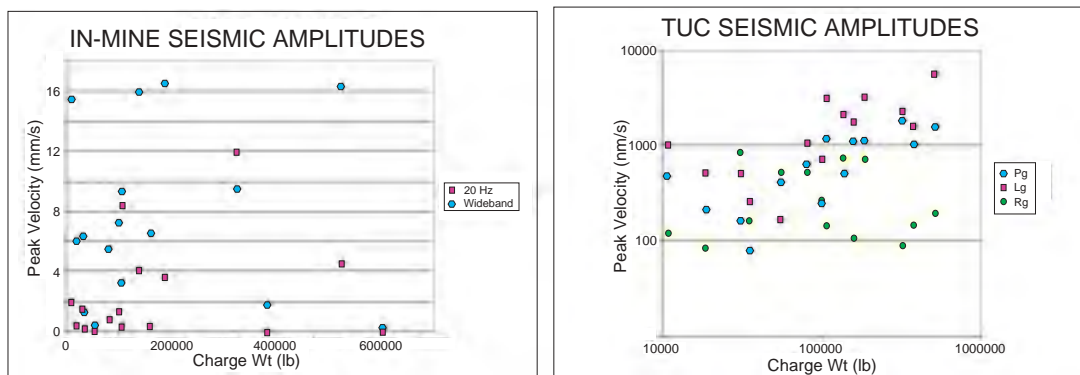 IN-MINE SEISMIC AMPLITUDES
Peak Velocity (mm/s)
16
12
8
4
0
0 200000 400000 600000
Charge Wt (lb)
20 Hz
Wideband
TUC SEISMIC AMPLITUDES
Peak Velocity (nm/s)
10000
1000
100
10000 100000 1000000
Charge Wt (lb)
Pg
Lg
Rg